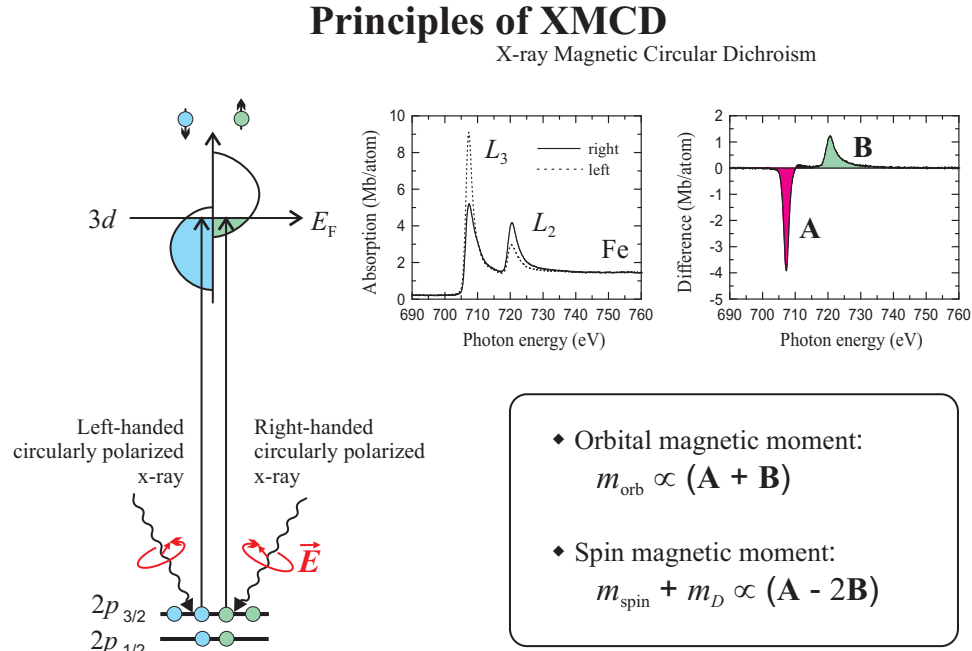 Principles of XMCD
X-ray Magnetic Circular Dichroism
3d
E_F
Left-handed
circularly polarized
x-ray
Right-handed
circularly polarized
x-ray
E
2p 3/2
2p 1/2
10
8
6
4
2
0
Absorption (Mb/atom)
L3
L2
right
left
Fe
690 700 710 720 730 740 750 760
Photon energy (eV)
2
1
0
-1
-2
-3
-4
-5
Difference (Mb/atom)
A
B
690 700 710 720 730 740 750 760
Photon energy (eV)
◆ Orbital magnetic moment:
m_orb ∝ (A + B)
◆ Spin magnetic moment:
m_spin + m_D ∝ (A - 2B)